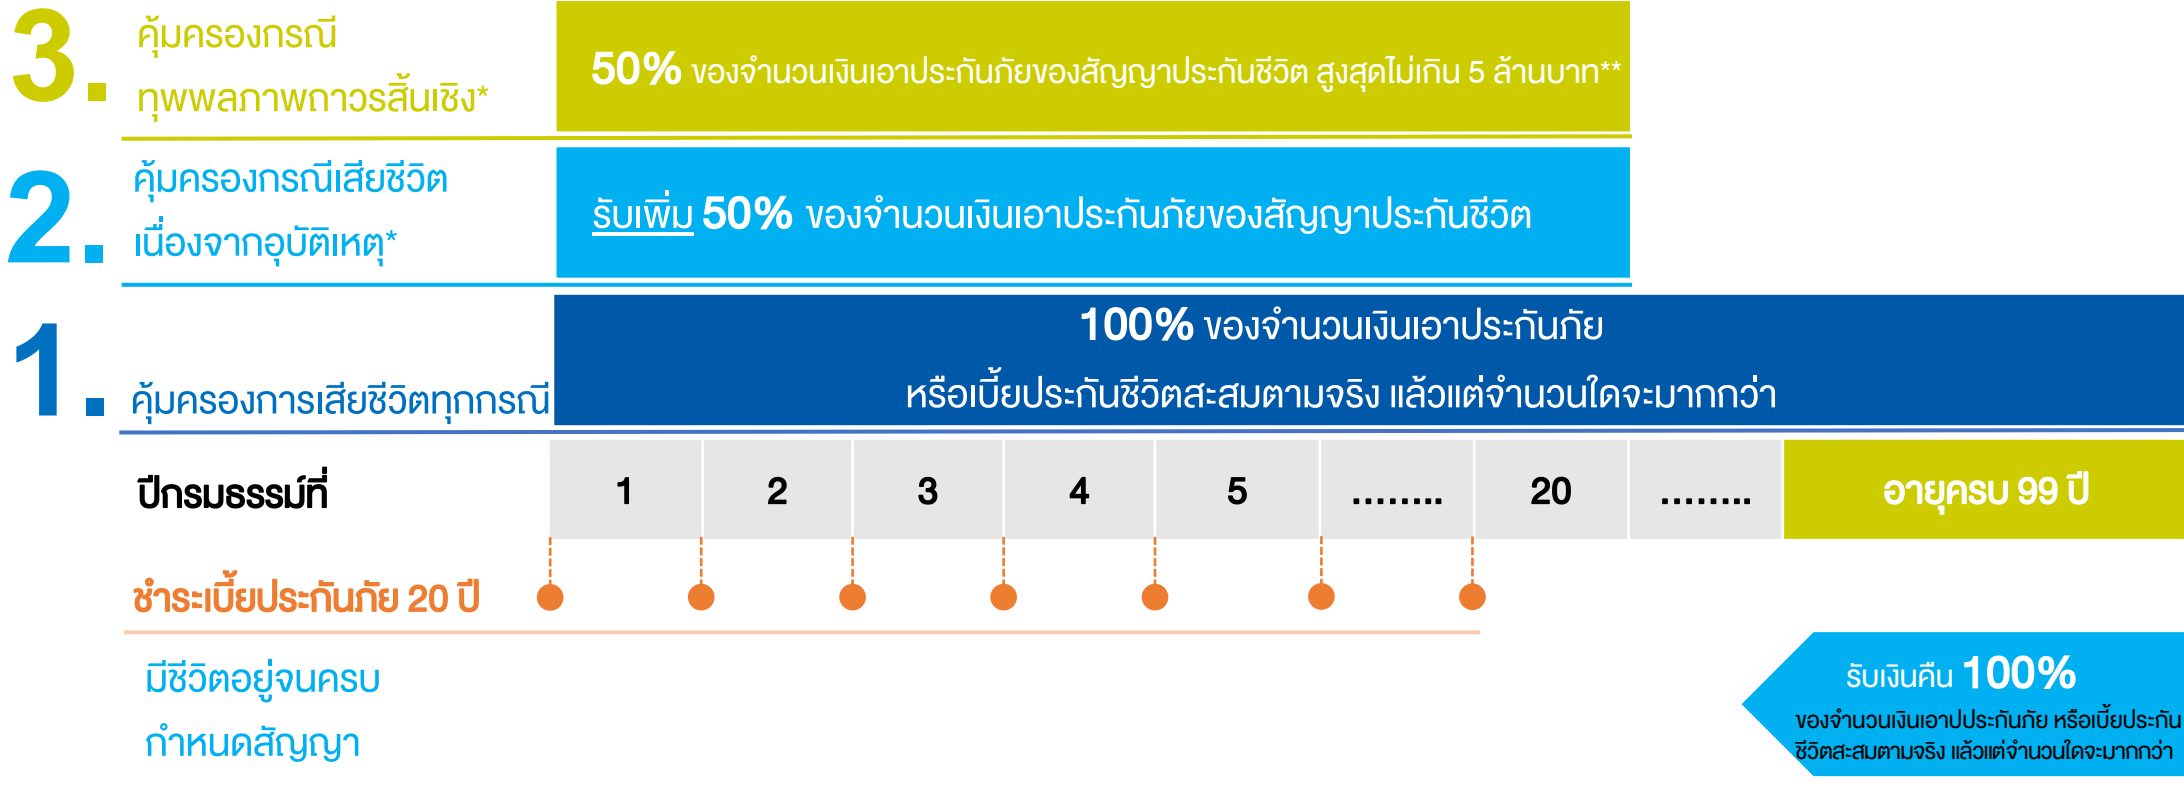 3. คุ้มครองกรณี
ทุพพลภาพถาวรสิ้นเชิง*
50% ของจำนวนเงินเอาประกันภัยของสัญญาประกันชีวิต สูงสุดไม่เกิน 5 ล้านบาท**
2. คุ้มครองกรณีเสียชีวิต
เนื่องจากอุบัติเหตุ*
รับเพิ่ม 50% ของจำนวนเงินเอาประกันภัยของสัญญาประกันชีวิต
1. คุ้มครองการเสียชีวิตทุกกรณี
100% ของจำนวนเงินเอาประกันภัย
หรือเบี้ยประกันชีวิตสะสมตามจริง แล้วแต่จำนวนใดจะมากกว่า
ปีกรมธรรม์ที่ 1 2 3 4 5 ........ 20 ........ อายุครบ 99 ปี
ชำระเบี้ยประกันภัย 20 ปี
มีชีวิตอยู่จนครบ
กำหนดสัญญา
รับเงินคืน 100%
ของจำนวนเงินเอาปประกันภัย หรือเบี้ยประกัน
ชีวิตสะสมตามจริง แล้วแต่จำนวนใดจะมากกว่า